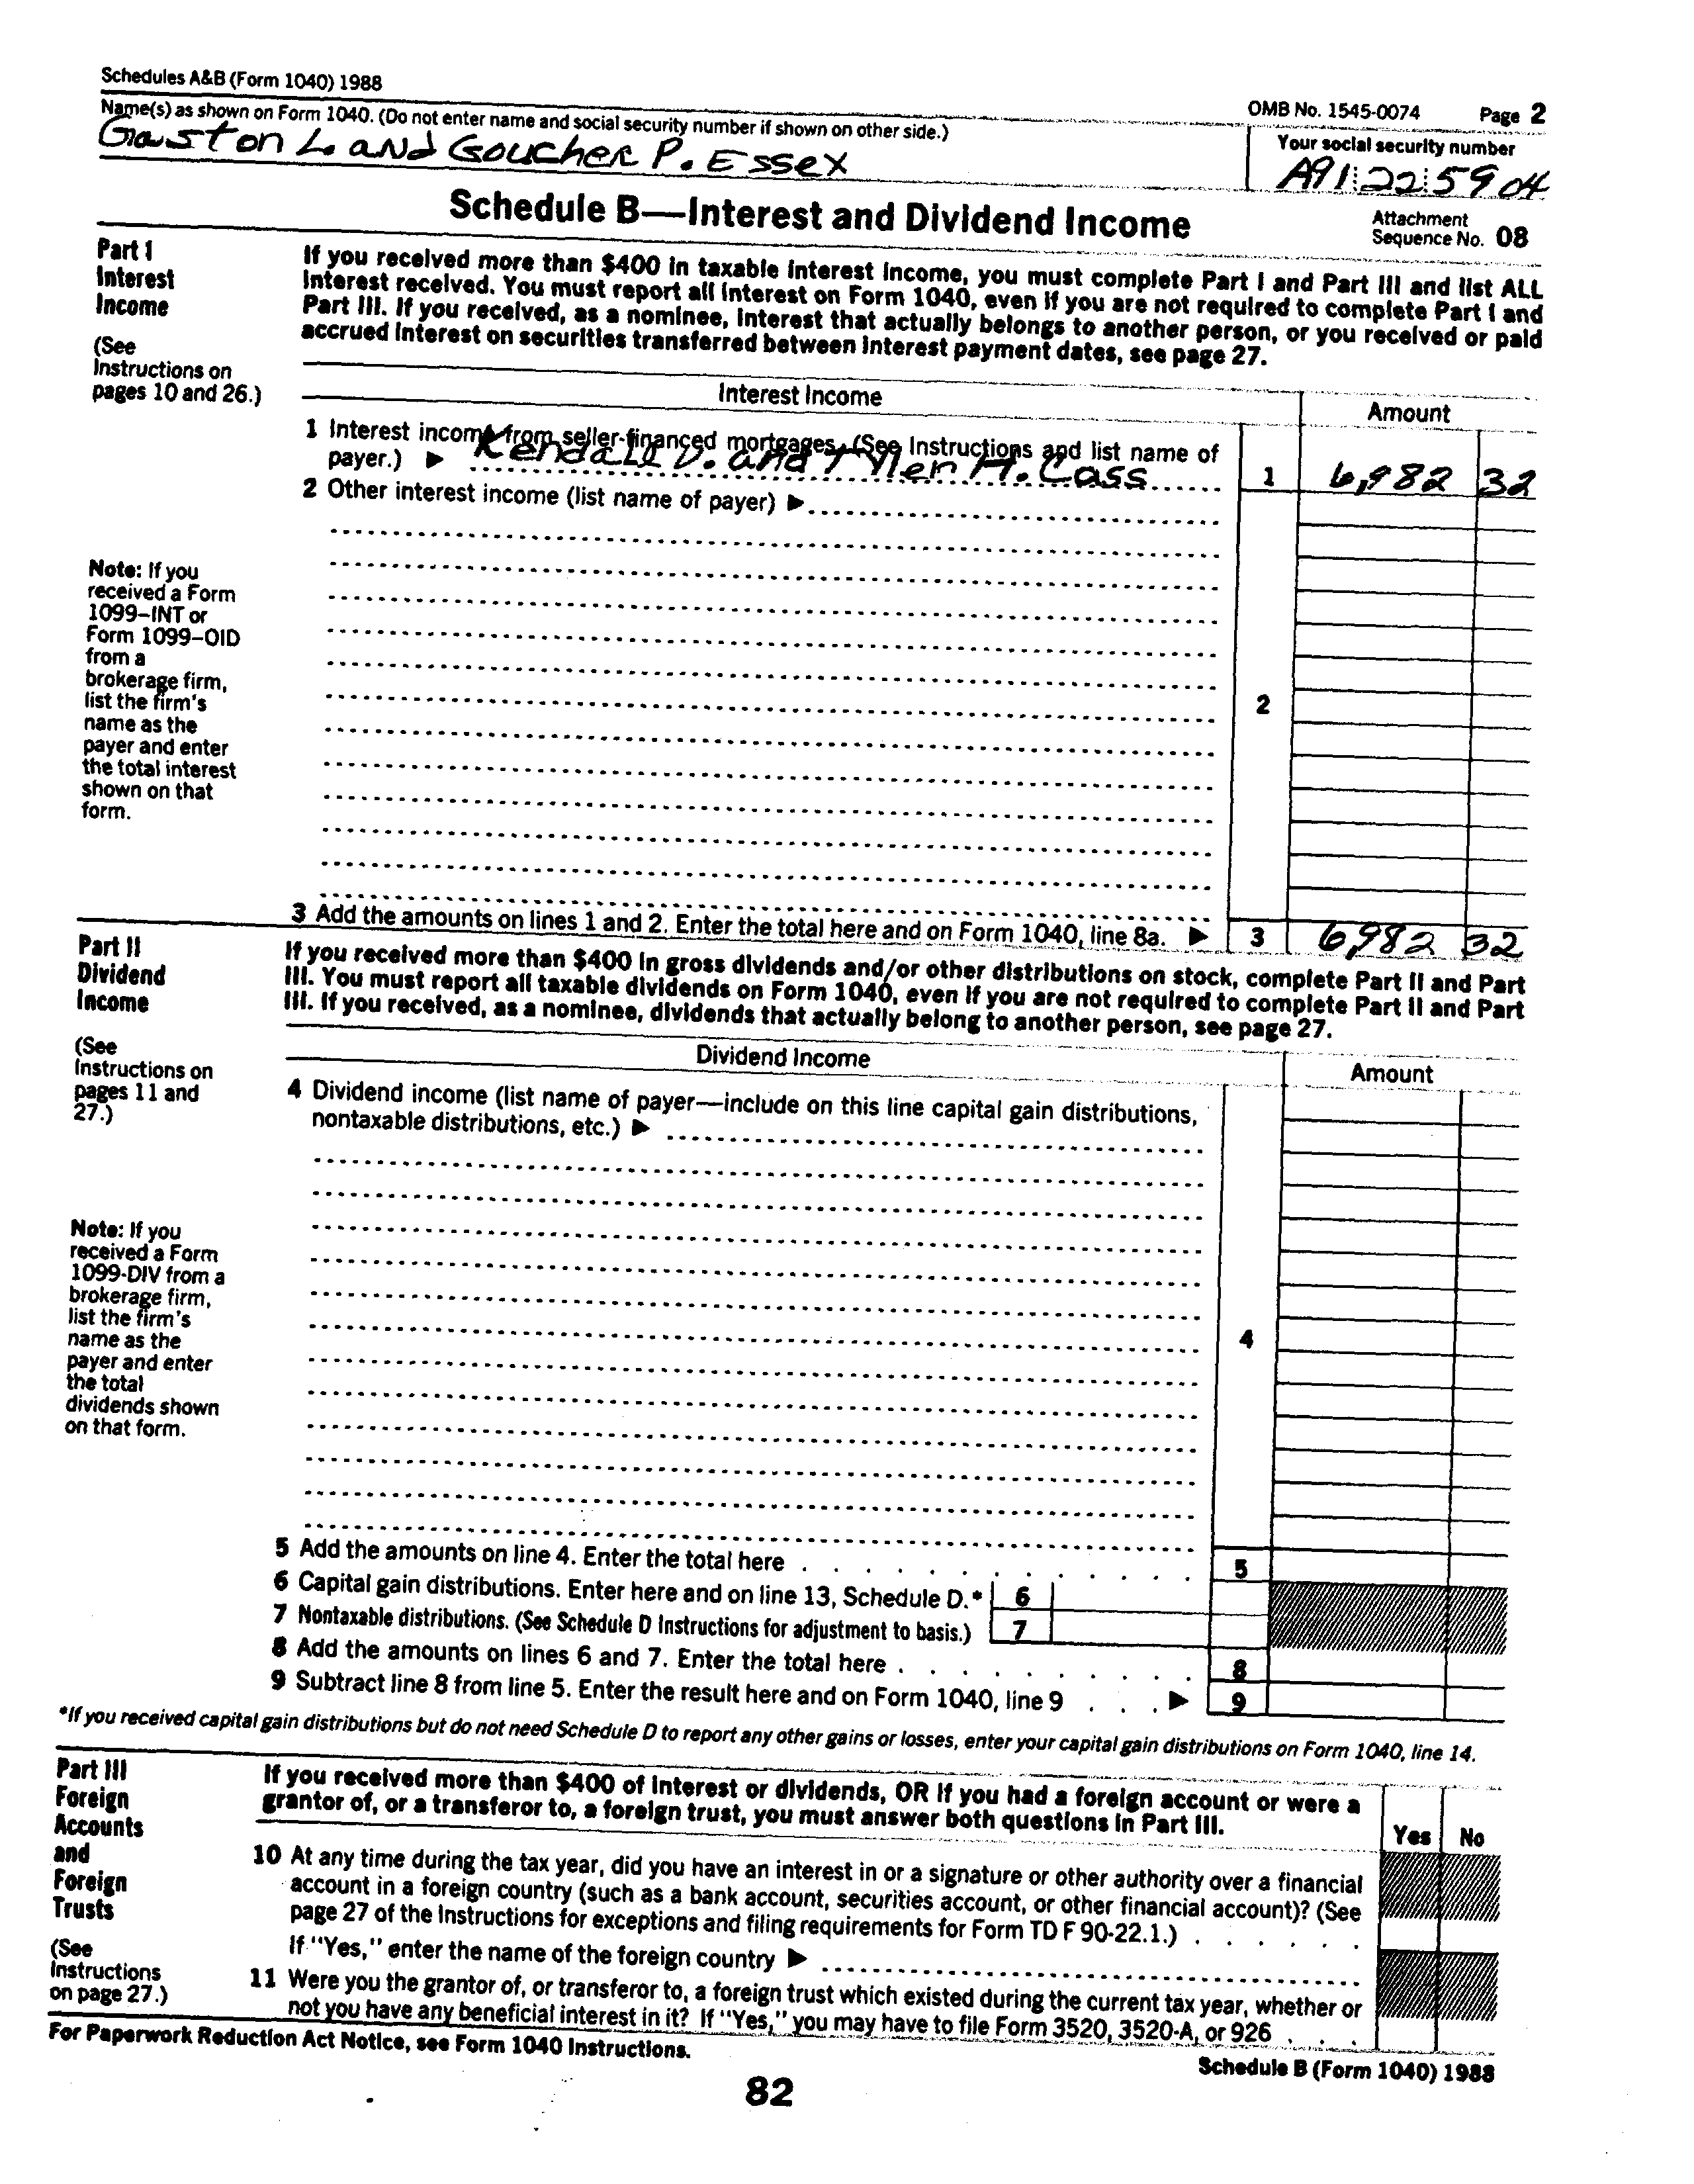 Schedules A&B (Form 1040) 1988
OMB No. 1545-0074 Page 2
Name(s) as shown on Form 1040. (Do not enter name and social security number if shown on other side.)
Gaston L. and Goucher P. Essex
Your social security number
A91 22 5904
Schedule B—Interest and Dividend Income
Attachment
Sequence No. 08
Part I
Interest
Income
(See
Instructions on
pages 10 and 26.)
If you received more than $400 in taxable interest income, you must complete Part I and Part III and list ALL
interest received. You must report all interest on Form 1040, even if you are not required to complete Part I and
Part III. If you received, as a nominee, interest that actually belongs to another person, or you received or paid
accrued interest on securities transferred between interest payment dates, see page 27.
Interest Income
Amount
1 Interest income from seller-financed mortgages. (See Instructions and list name of
payer.) ▶ Kendall D. and Tyler H. Cass 1 6,982 32
2 Other interest income (list name of payer) ▶
Note: If you
received a Form
1099–INT or
Form 1099–OID
from a
brokerage firm,
list the firm's
name as the
payer and enter
the total interest
shown on that
form.
2
3 Add the amounts on lines 1 and 2. Enter the total here and on Form 1040, line 8a. ▶ 3 6,982 32
Part II
Dividend
Income
(See
Instructions on
pages 11 and
27.)
If you received more than $400 in gross dividends and/or other distributions on stock, complete Part II and Part
III. You must report all taxable dividends on Form 1040, even if you are not required to complete Part II and Part
III. If you received, as a nominee, dividends that actually belong to another person, see page 27.
Dividend Income
Amount
4 Dividend income (list name of payer—include on this line capital gain distributions,
nontaxable distributions, etc.) ▶
Note: If you
received a Form
1099-DIV from a
brokerage firm,
list the firm's
name as the
payer and enter
the total
dividends shown
on that form.
4
5 Add the amounts on line 4. Enter the total here . . . . . . . . . . . . 5
6 Capital gain distributions. Enter here and on line 13, Schedule D.* 6
7 Nontaxable distributions. (See Schedule D Instructions for adjustment to basis.) 7
8 Add the amounts on lines 6 and 7. Enter the total here . . . . . . . . . . 8
9 Subtract line 8 from line 5. Enter the result here and on Form 1040, line 9 . . . ▶ 9
*If you received capital gain distributions but do not need Schedule D to report any other gains or losses, enter your capital gain distributions on Form 1040, line 14.
Part III
Foreign
Accounts
and
Foreign
Trusts
(See
Instructions
on page 27.)
If you received more than $400 of interest or dividends, OR if you had a foreign account or were a
grantor of, or a transferor to, a foreign trust, you must answer both questions in Part III.
Yes No
10 At any time during the tax year, did you have an interest in or a signature or other authority over a financial
account in a foreign country (such as a bank account, securities account, or other financial account)? (See
page 27 of the Instructions for exceptions and filing requirements for Form TD F 90-22.1.) . . . . . .
If "Yes," enter the name of the foreign country ▶
11 Were you the grantor of, or transferor to, a foreign trust which existed during the current tax year, whether or
not you have any beneficial interest in it? If "Yes," you may have to file Form 3520, 3520-A, or 926 . . .
For Paperwork Reduction Act Notice, see Form 1040 Instructions.
Schedule B (Form 1040) 1988
82